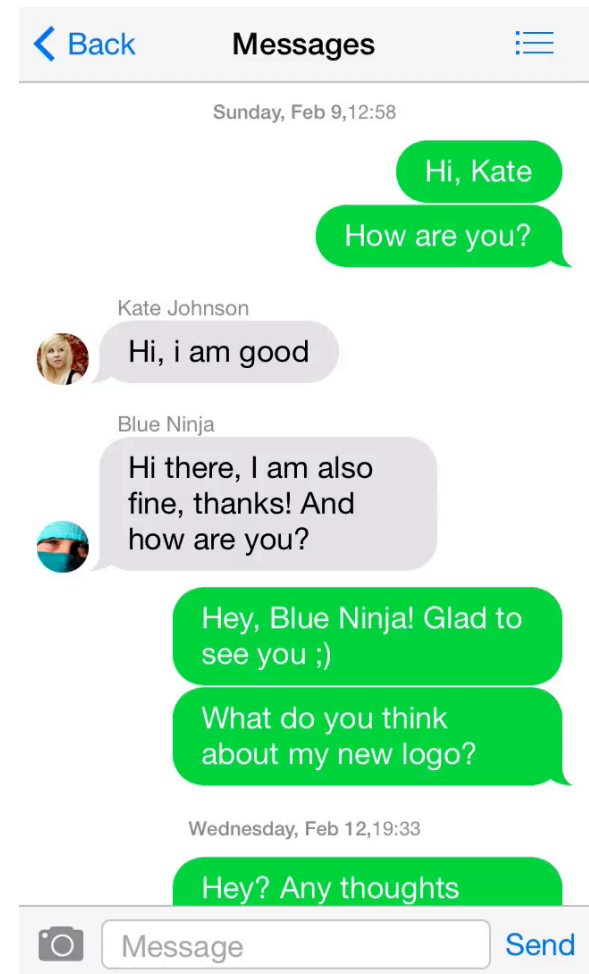 Back Messages
Sunday, Feb 9,12:58
Hi, Kate
How are you?
Kate Johnson
Hi, i am good
Blue Ninja
Hi there, I am also
fine, thanks! And
how are you?
Hey, Blue Ninja! Glad to
see you ;)
What do you think
about my new logo?
Wednesday, Feb 12,19:33
Hey? Any thoughts
Message Send